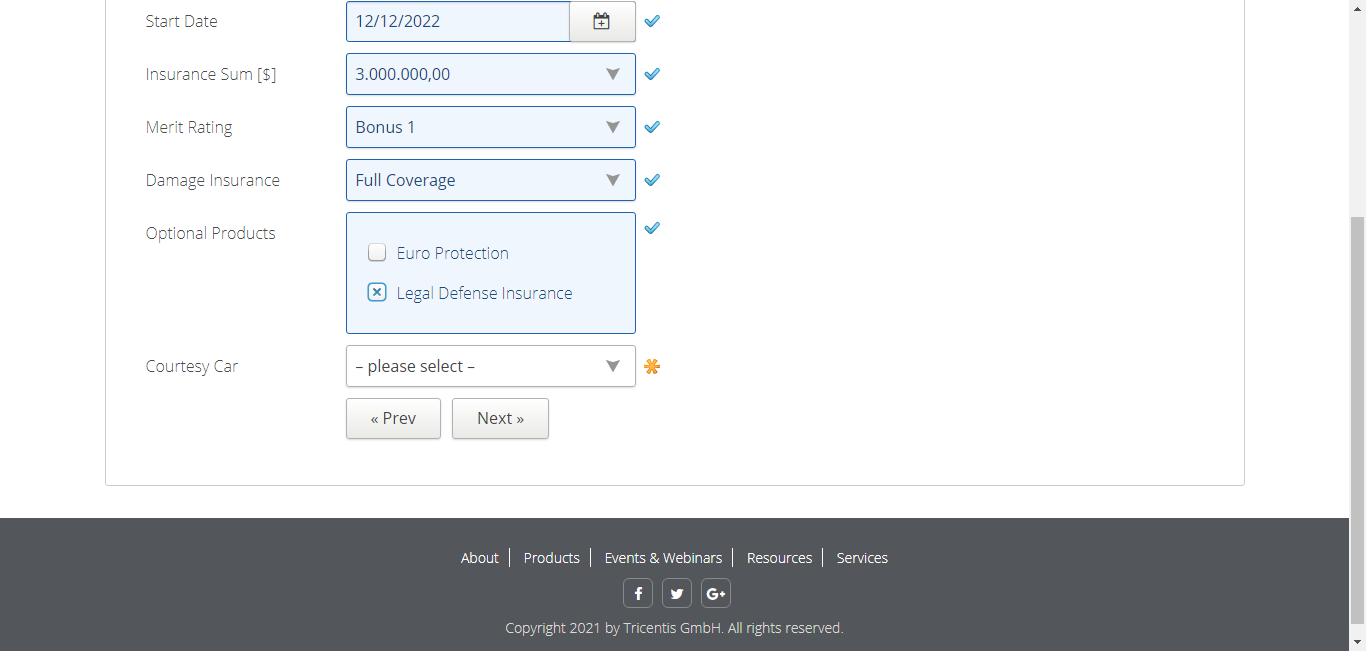 Start Date 12/12/2022
Insurance Sum [$] 3.000.000,00
Merit Rating Bonus 1
Damage Insurance Full Coverage
Optional Products
Euro Protection
Legal Defense Insurance
Courtesy Car – please select –
« Prev Next »
About Products Events & Webinars Resources Services
f G+
Copyright 2021 by Tricentis GmbH. All rights reserved.